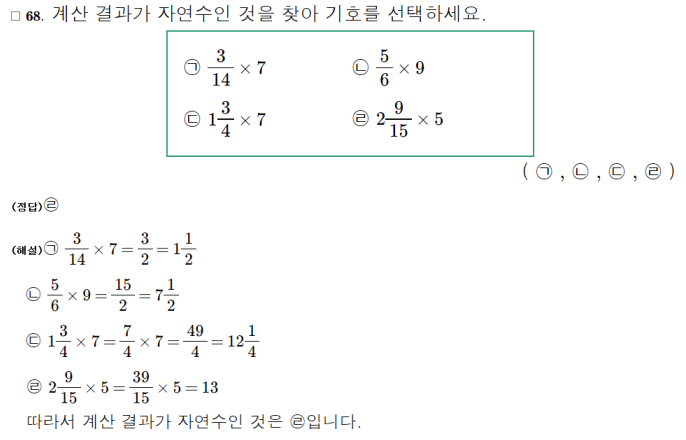 □ 68. 계산 결과가 자연수인 것을 찾아 기호를 선택하세요.
㉠ 3/14 × 7 ㉡ 5/6 × 9
㉢ 1 3/4 × 7 ㉣ 2 9/15 × 5
( ㉠ , ㉡ , ㉢ , ㉣ )
(정답)㉣
(해설)㉠ 3/14 × 7 = 3/2 = 1 1/2
㉡ 5/6 × 9 = 15/2 = 7 1/2
㉢ 1 3/4 × 7 = 7/4 × 7 = 49/4 = 12 1/4
㉣ 2 9/15 × 5 = 39/15 × 5 = 13
따라서 계산 결과가 자연수인 것은 ㉣입니다.